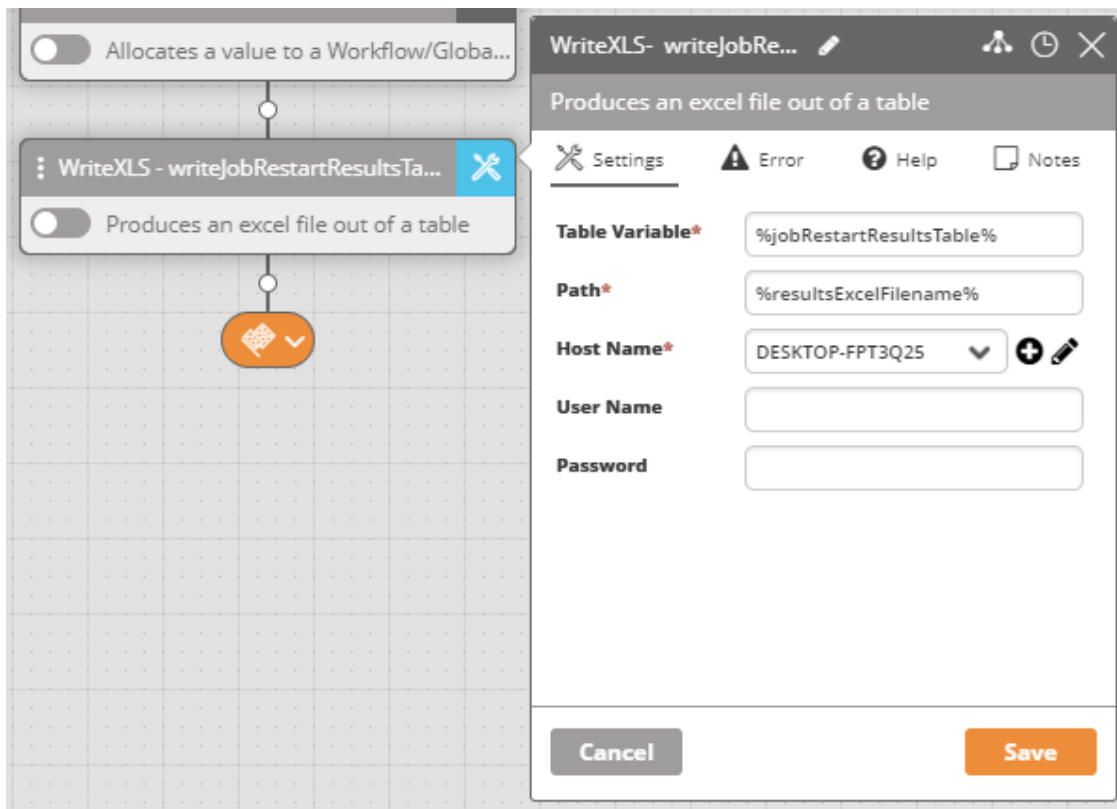 Allocates a value to a Workflow/Globa...
WriteXLS - writeJobRestartResultsTa...
Produces an excel file out of a table
WriteXLS- writeJobRe...
Produces an excel file out of a table
Settings
Error
Help
Notes
Table Variable* %jobRestartResultsTable%
Path* %resultsExcelFilename%
Host Name* DESKTOP-FPT3Q25
User Name
Password
Cancel
Save